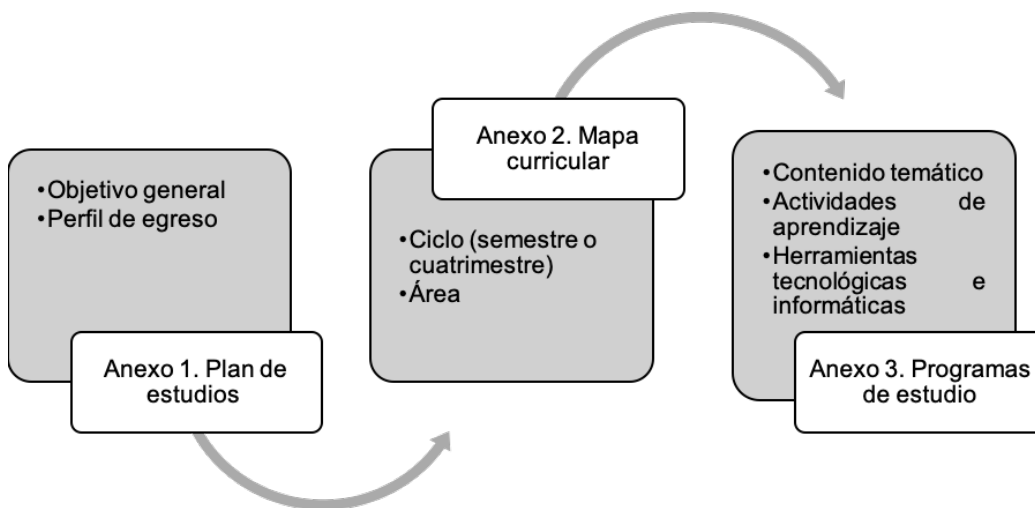 •Objetivo general
•Perfil de egreso
Anexo 1. Plan de
estudios
Anexo 2. Mapa
curricular
•Ciclo (semestre o
cuatrimestre)
•Área
•Contenido temático
•Actividades de
aprendizaje
•Herramientas
tecnológicas e
informáticas
Anexo 3. Programas
de estudio